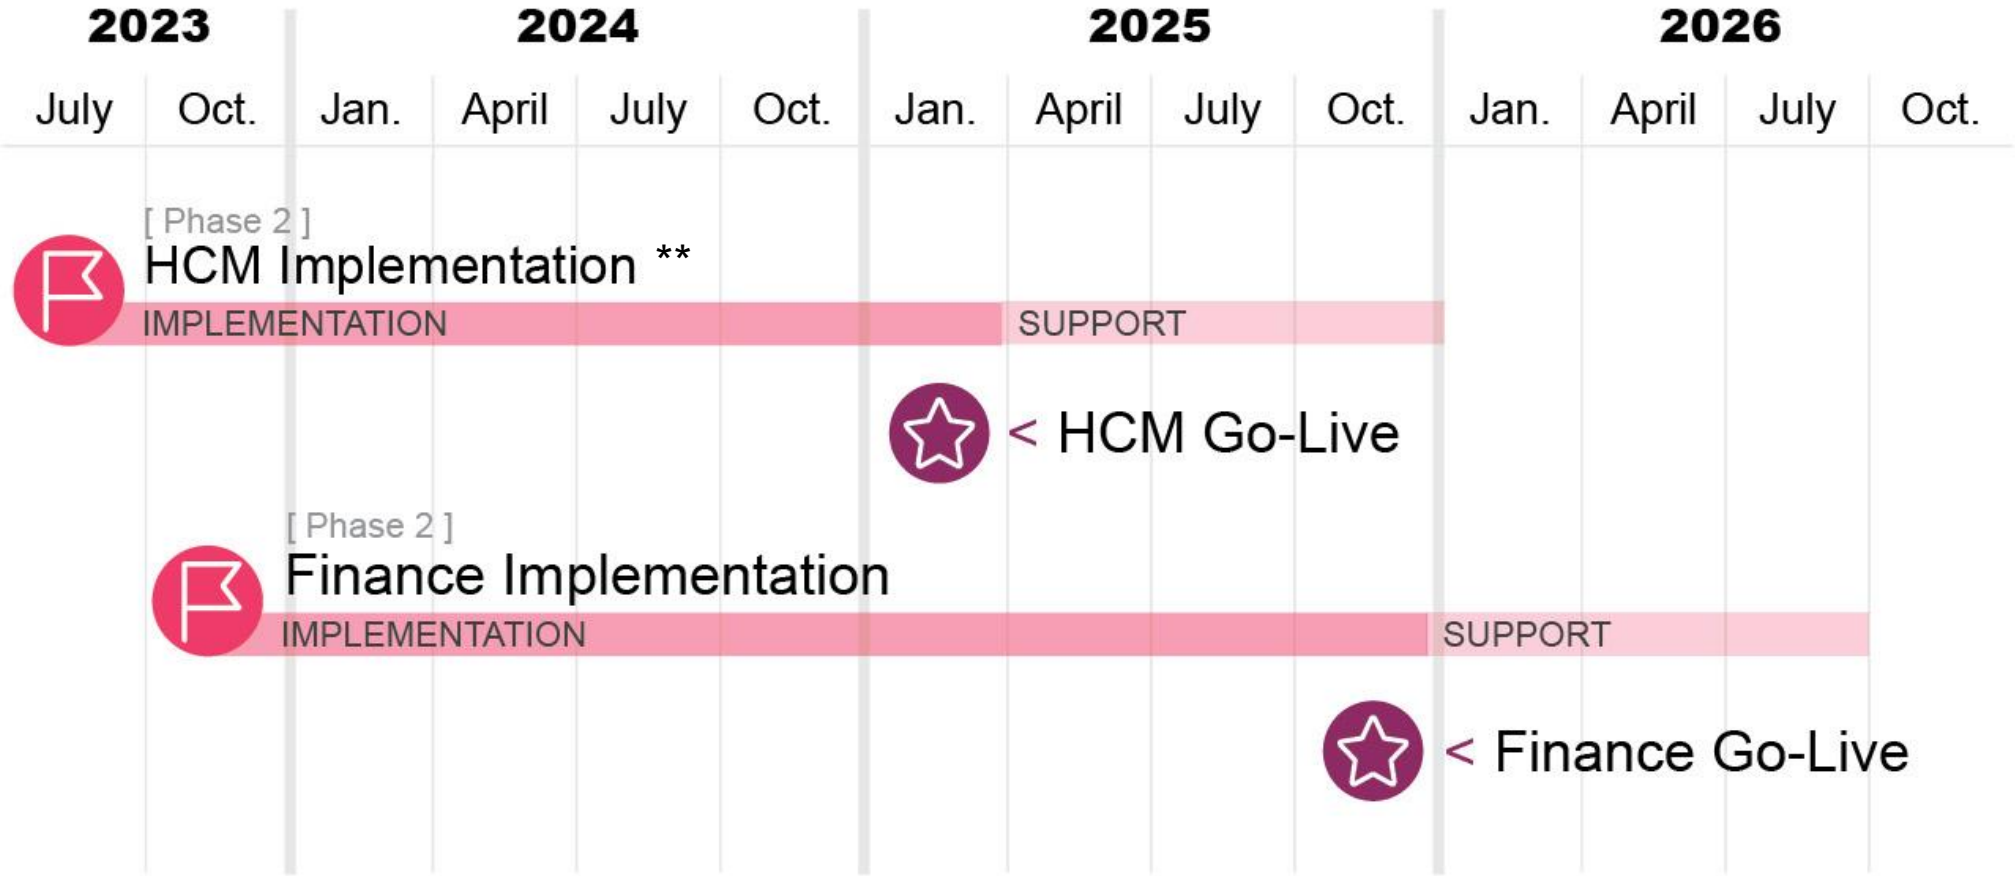 2023 2024 2025 2026
July Oct. Jan. April July Oct. Jan. April July Oct. Jan. April July Oct.
[ Phase 2 ]
HCM Implementation **
IMPLEMENTATION SUPPORT
< HCM Go-Live
[ Phase 2 ]
Finance Implementation
IMPLEMENTATION SUPPORT
< Finance Go-Live